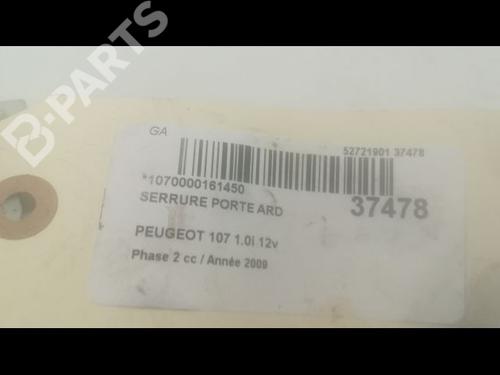 B-PARTS
GA
52721901 37478
*1070000161450
SERRURE PORTE ARD
37478
PEUGEOT 107 1.0i 12v
Phase 2 cc / Année 2009